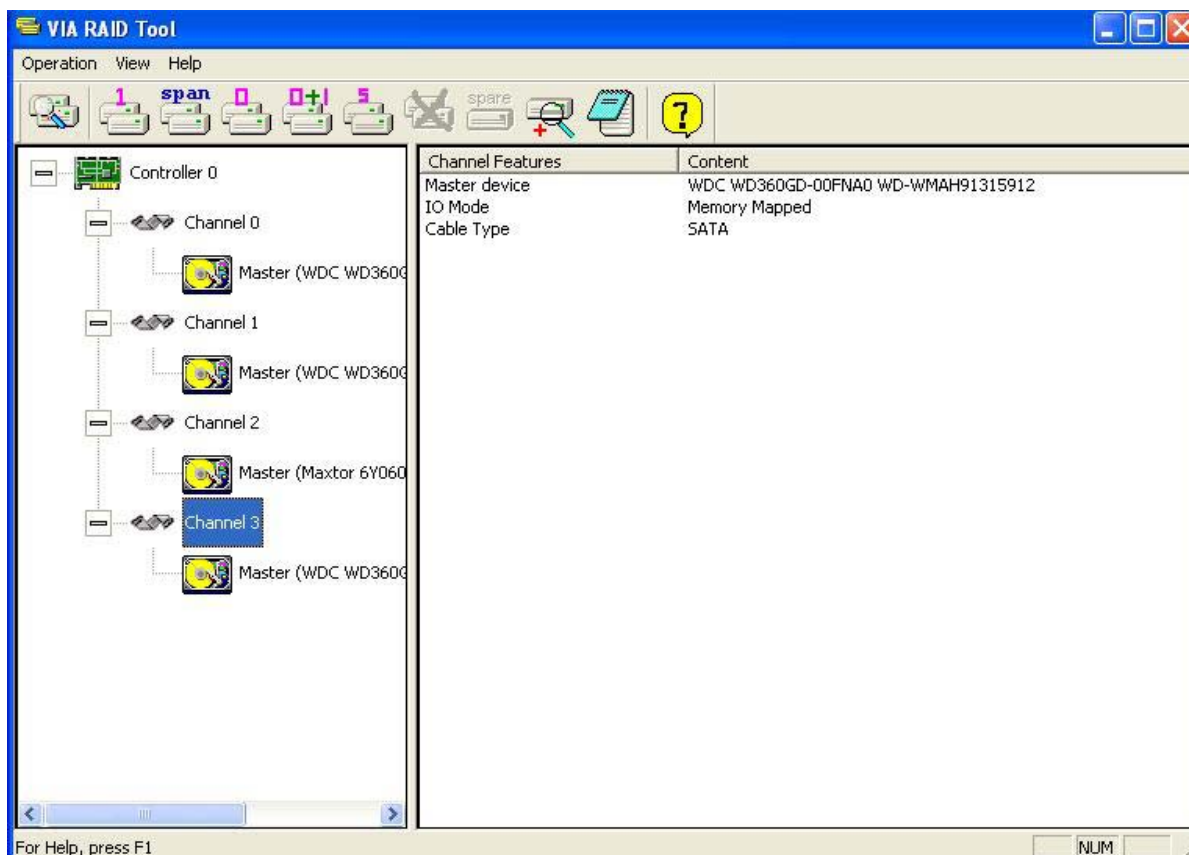 VIA RAID Tool
Operation View Help
1 span 0 0+1 5 spare ?
Controller 0
Channel 0
Master (WDC WD360G
Channel 1
Master (WDC WD360G
Channel 2
Master (Maxtor 6Y060
Channel 3
Master (WDC WD360G
Channel Features Content
Master device WDC WD360GD-00FNA0 WD-WMAH91315912
IO Mode Memory Mapped
Cable Type SATA
For Help, press F1 NUM